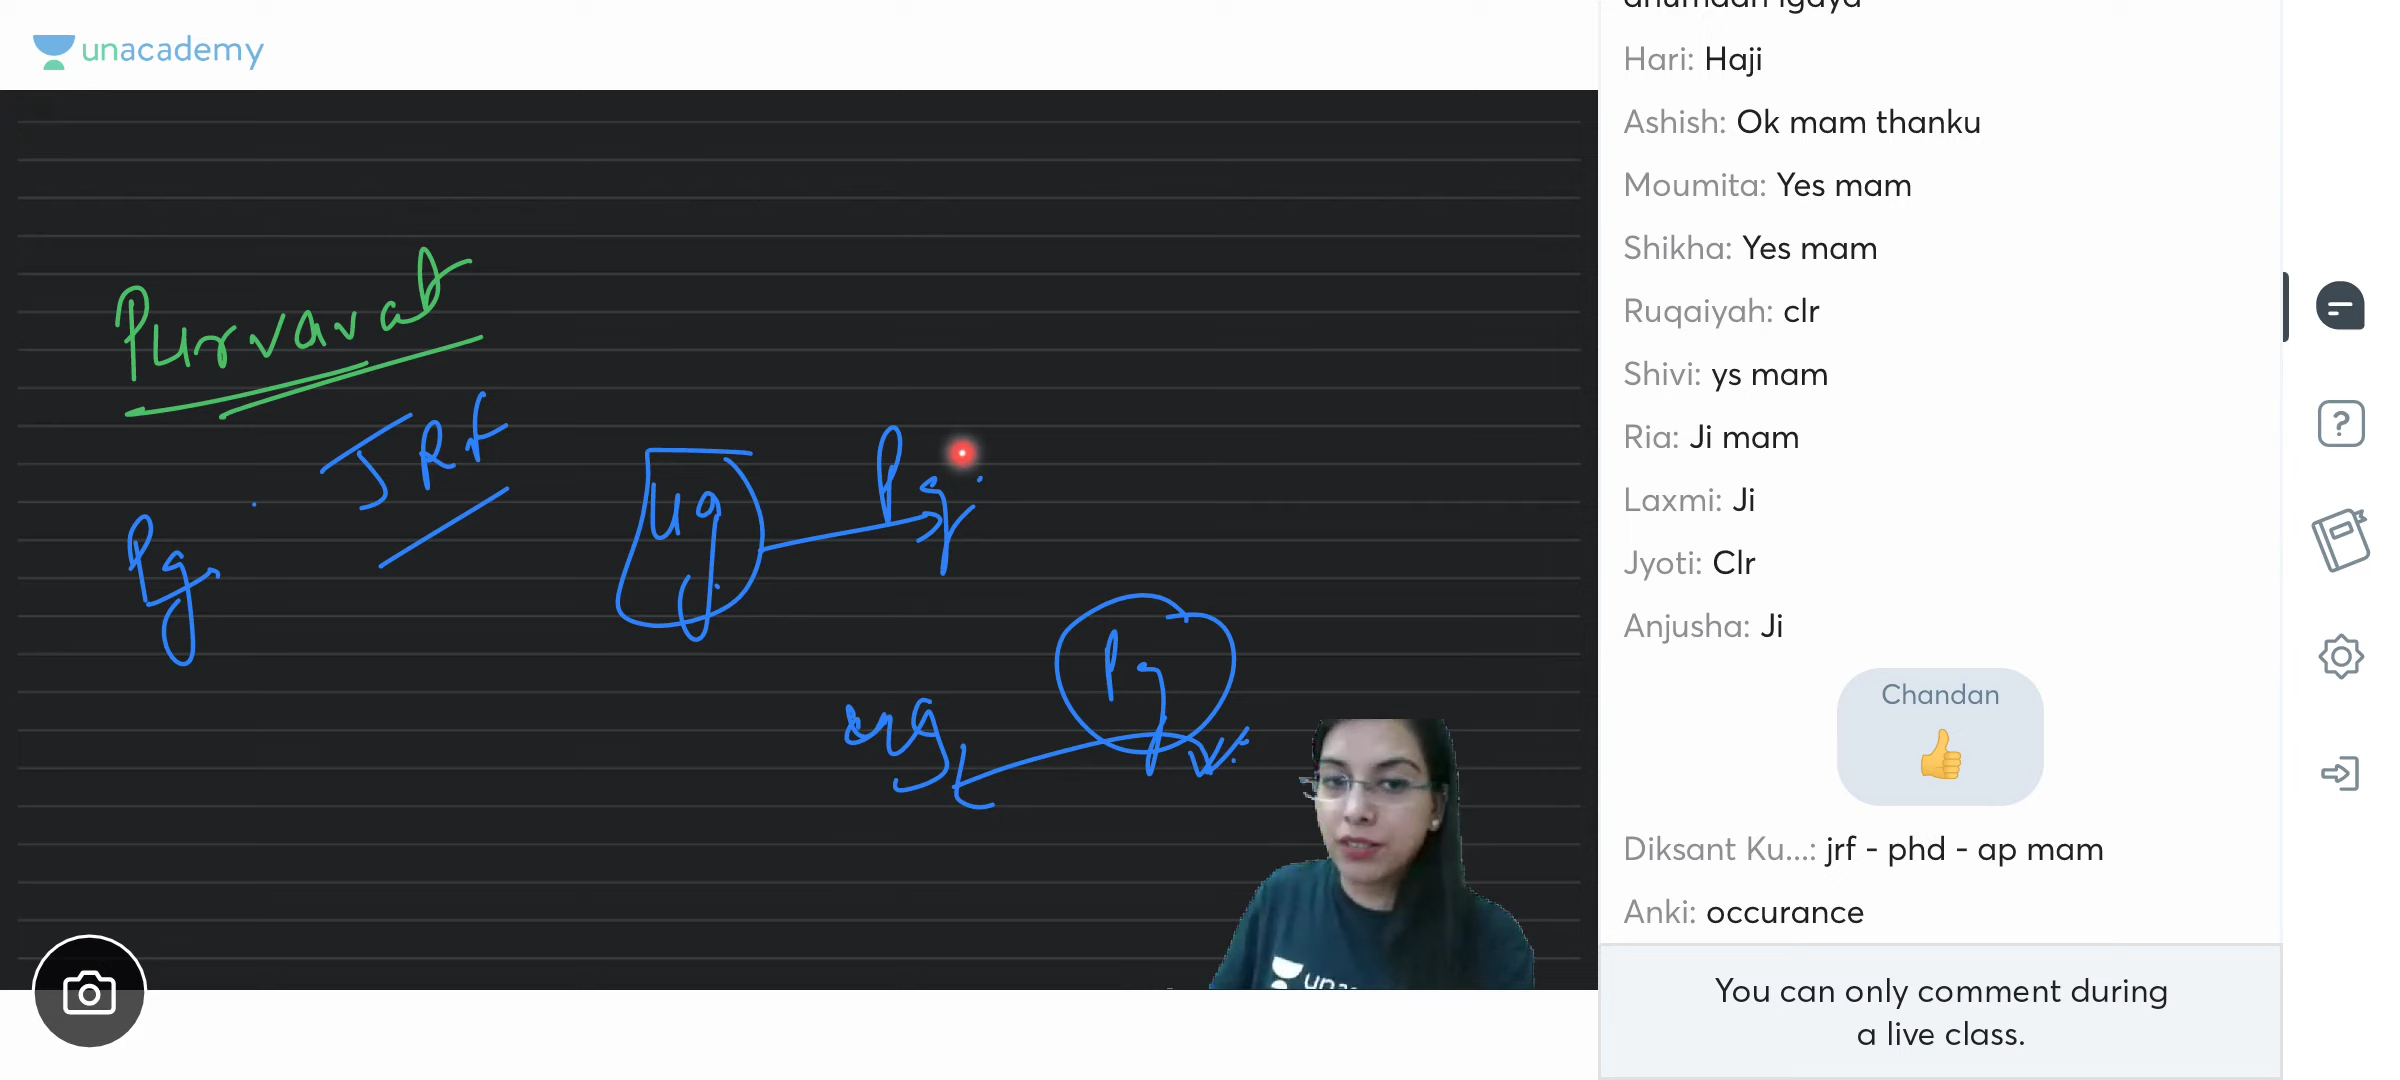 unacademy
Purvavat
JRF
Pg
Ug
Pg
Pg
ug
una
Hari: Haji
Ashish: Ok mam thanku
Moumita: Yes mam
Shikha: Yes mam
Ruqaiyah: clr
Shivi: ys mam
Ria: Ji mam
Laxmi: Ji
Jyoti: Clr
Anjusha: Ji
Chandan
👍
Diksant Ku...: jrf - phd - ap mam
Anki: occurance
You can only comment during
a live class.